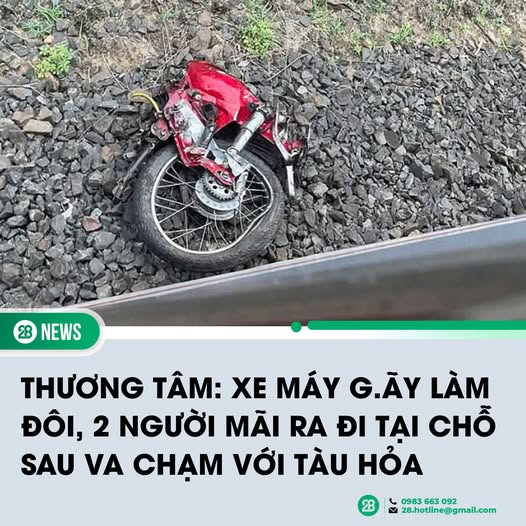 28 NEWS
THƯƠNG TÂM: XE MÁY G.ÃY LÀM
ĐÔI, 2 NGƯỜI MÃI RA ĐI TẠI CHỖ
SAU VA CHẠM VỚI TÀU HỎA
28
0983 663 092
28.hotline@gmail.com